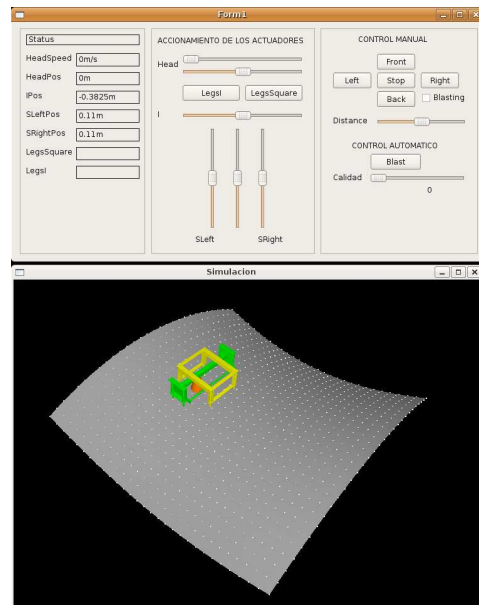 Form1
Status
HeadSpeed 0m/s
HeadPos 0m
IPos -0.3825m
SLeftPos 0.11m
SRightPos 0.11m
LegsSquare
LegsI
ACCIONAMIENTO DE LOS ACTUADORES
Head
LegsI LegsSquare
I
SLeft SRight
CONTROL MANUAL
Front
Left Stop Right
Back Blasting
Distance
CONTROL AUTOMATICO
Blast
Calidad
0
Simulacion